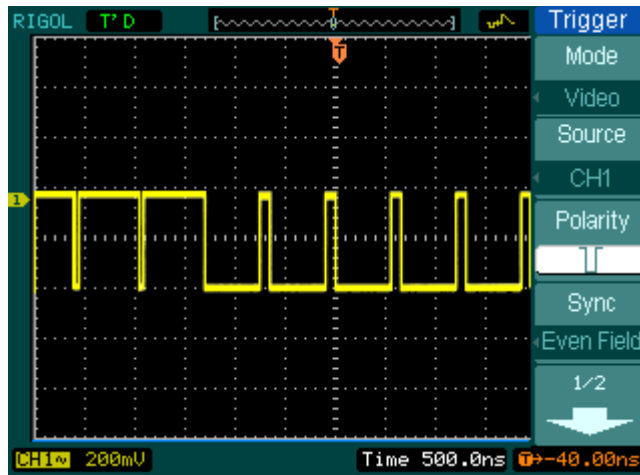 RIGOL T'D Trigger
T
Mode
Video
Source
CH1
1
Polarity
Sync
Even Field
1/2
CH1~ 200mV Time 500.0ns T→-40.00ns